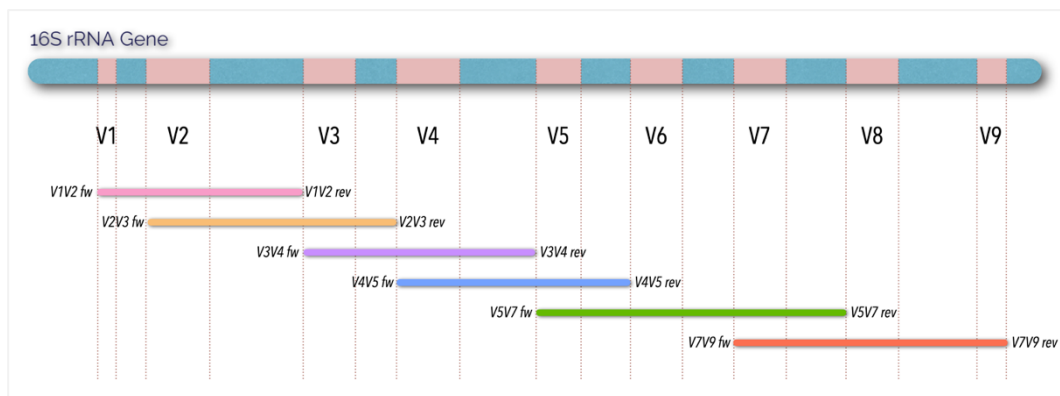 16S rRNA Gene
V1 V2 V3 V4 V5 V6 V7 V8 V9
V1V2 fw V1V2 rev
V2V3 fw V2V3 rev
V3V4 fw V3V4 rev
V4V5 fw V4V5 rev
V5V7 fw V5V7 rev
V7V9 fw V7V9 rev